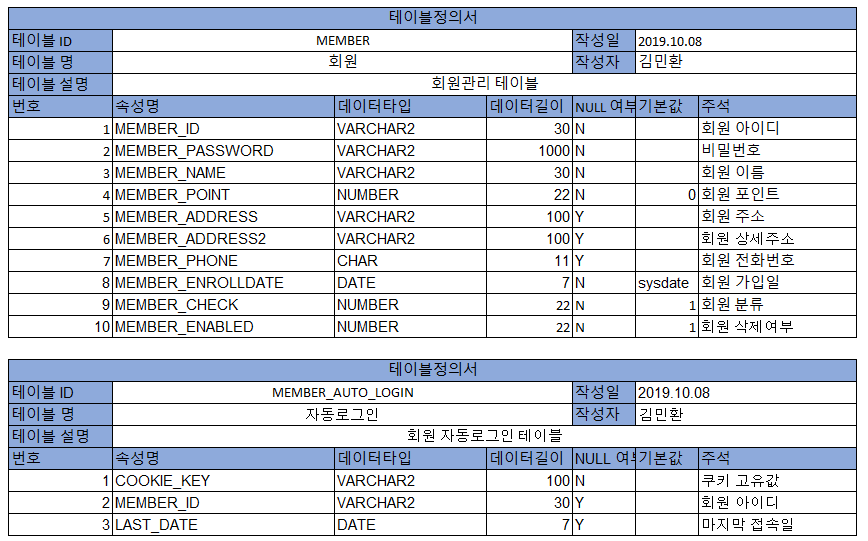 테이블정의서
테이블 ID MEMBER 작성일 2019.10.08
테이블 명 회원 작성자 김민환
테이블 설명 회원관리 테이블
번호 속성명 데이터타입 데이터길이 NULL 여부 기본값 주석
1 MEMBER_ID VARCHAR2 30 N 회원 아이디
2 MEMBER_PASSWORD VARCHAR2 1000 N 비밀번호
3 MEMBER_NAME VARCHAR2 30 N 회원 이름
4 MEMBER_POINT NUMBER 22 N 0 회원 포인트
5 MEMBER_ADDRESS VARCHAR2 100 Y 회원 주소
6 MEMBER_ADDRESS2 VARCHAR2 100 Y 회원 상세주소
7 MEMBER_PHONE CHAR 11 Y 회원 전화번호
8 MEMBER_ENROLLDATE DATE 7 N sysdate 회원 가입일
9 MEMBER_CHECK NUMBER 22 N 1 회원 분류
10 MEMBER_ENABLED NUMBER 22 N 1 회원 삭제여부
테이블정의서
테이블 ID MEMBER_AUTO_LOGIN 작성일 2019.10.08
테이블 명 자동로그인 작성자 김민환
테이블 설명 회원 자동로그인 테이블
번호 속성명 데이터타입 데이터길이 NULL 여부 기본값 주석
1 COOKIE_KEY VARCHAR2 100 N 쿠키 고유값
2 MEMBER_ID VARCHAR2 30 Y 회원 아이디
3 LAST_DATE DATE 7 Y 마지막 접속일